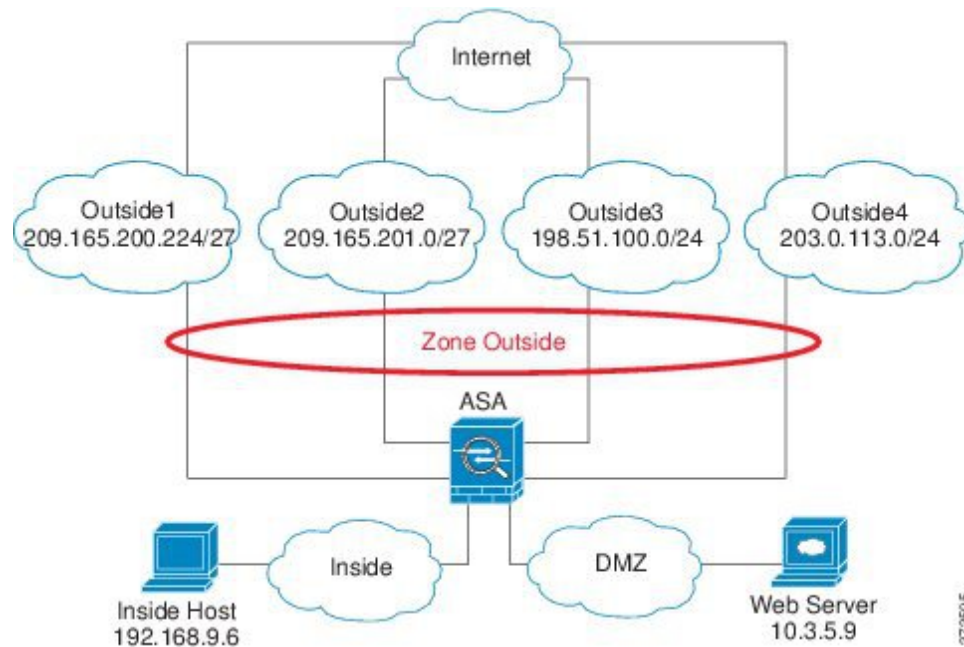 Internet
Outside1
209.165.200.224/27
Outside2
209.165.201.0/27
Outside3
198.51.100.0/24
Outside4
203.0.113.0/24
Zone Outside
ASA
Inside
DMZ
Inside Host
192.168.9.6
Web Server
10.3.5.9